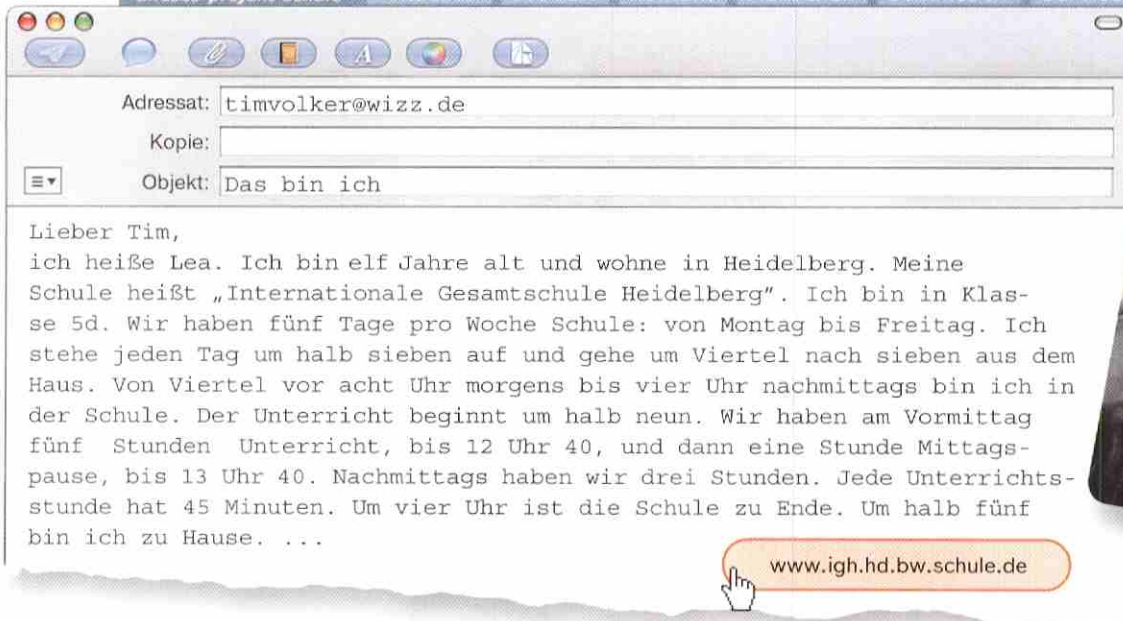 Adressat: timvolker@wizz.de
Kopie:
Objekt: Das bin ich
Lieber Tim,
ich heiße Lea. Ich bin elf Jahre alt und wohne in Heidelberg. Meine
Schule heißt „Internationale Gesamtschule Heidelberg". Ich bin in Klas-
se 5d. Wir haben fünf Tage pro Woche Schule: von Montag bis Freitag. Ich
stehe jeden Tag um halb sieben auf und gehe um Viertel nach sieben aus dem
Haus. Von Viertel vor acht Uhr morgens bis vier Uhr nachmittags bin ich in
der Schule. Der Unterricht beginnt um halb neun. Wir haben am Vormittag
fünf Stunden Unterricht, bis 12 Uhr 40, und dann eine Stunde Mittags-
pause, bis 13 Uhr 40. Nachmittags haben wir drei Stunden. Jede Unterrichts-
stunde hat 45 Minuten. Um vier Uhr ist die Schule zu Ende. Um halb fünf
bin ich zu Hause. ...
www.igh.hd.bw.schule.de